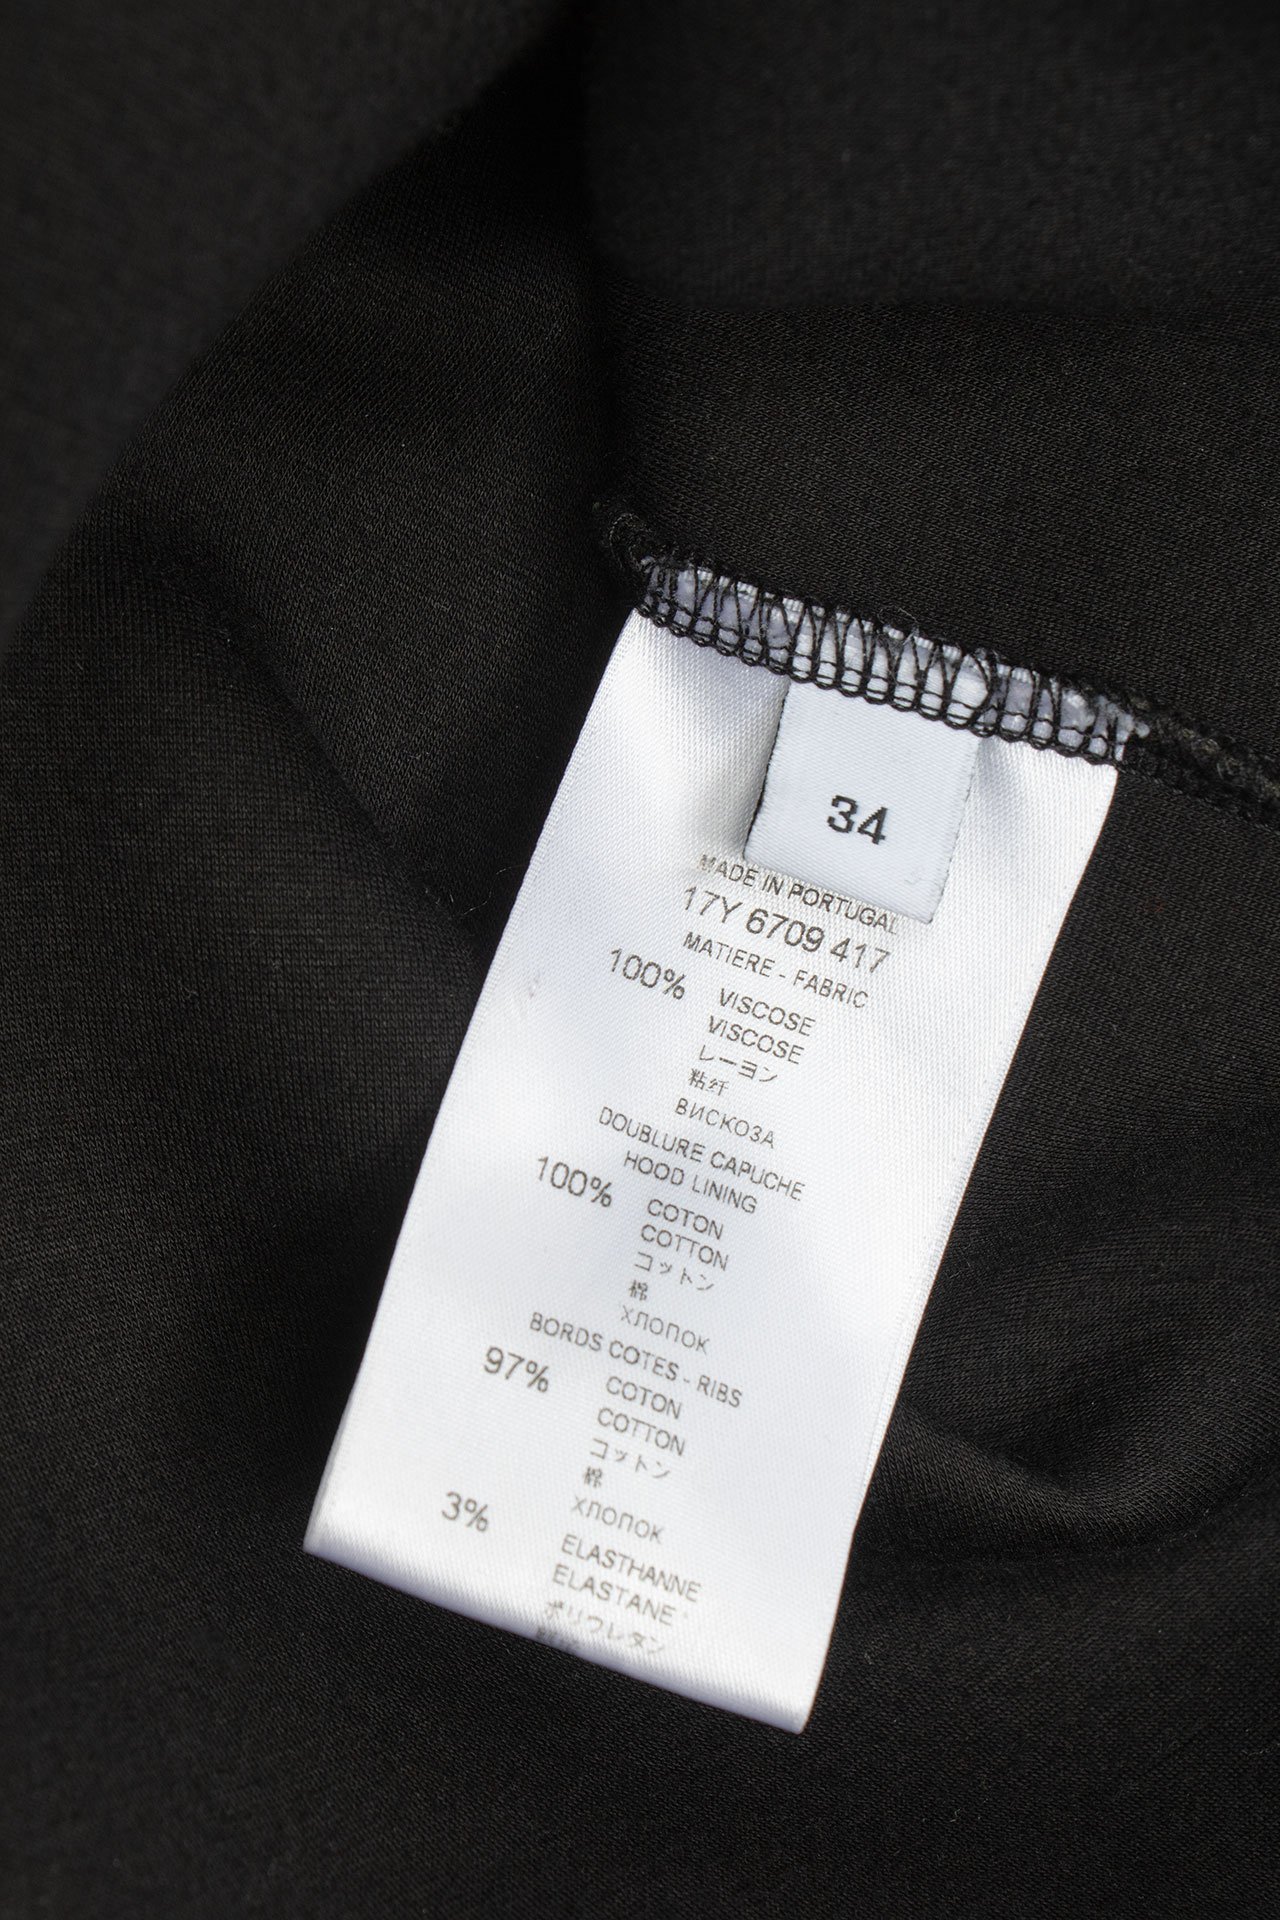 34
MADE IN PORTUGAL
17Y 6709 417
MATIERE - FABRIC
100% VISCOSE
VISCOSE
レーヨン
粘纤
ВИСКОЗА
DOUBLURE CAPUCHE
HOOD LINING
100% COTON
COTTON
コットン
棉
ХЛОПОК
BORDS COTES - RIBS
97% COTON
COTTON
コットン
棉
ХЛОПОК
3% ELASTHANNE
ELASTANE
ポリウレタン